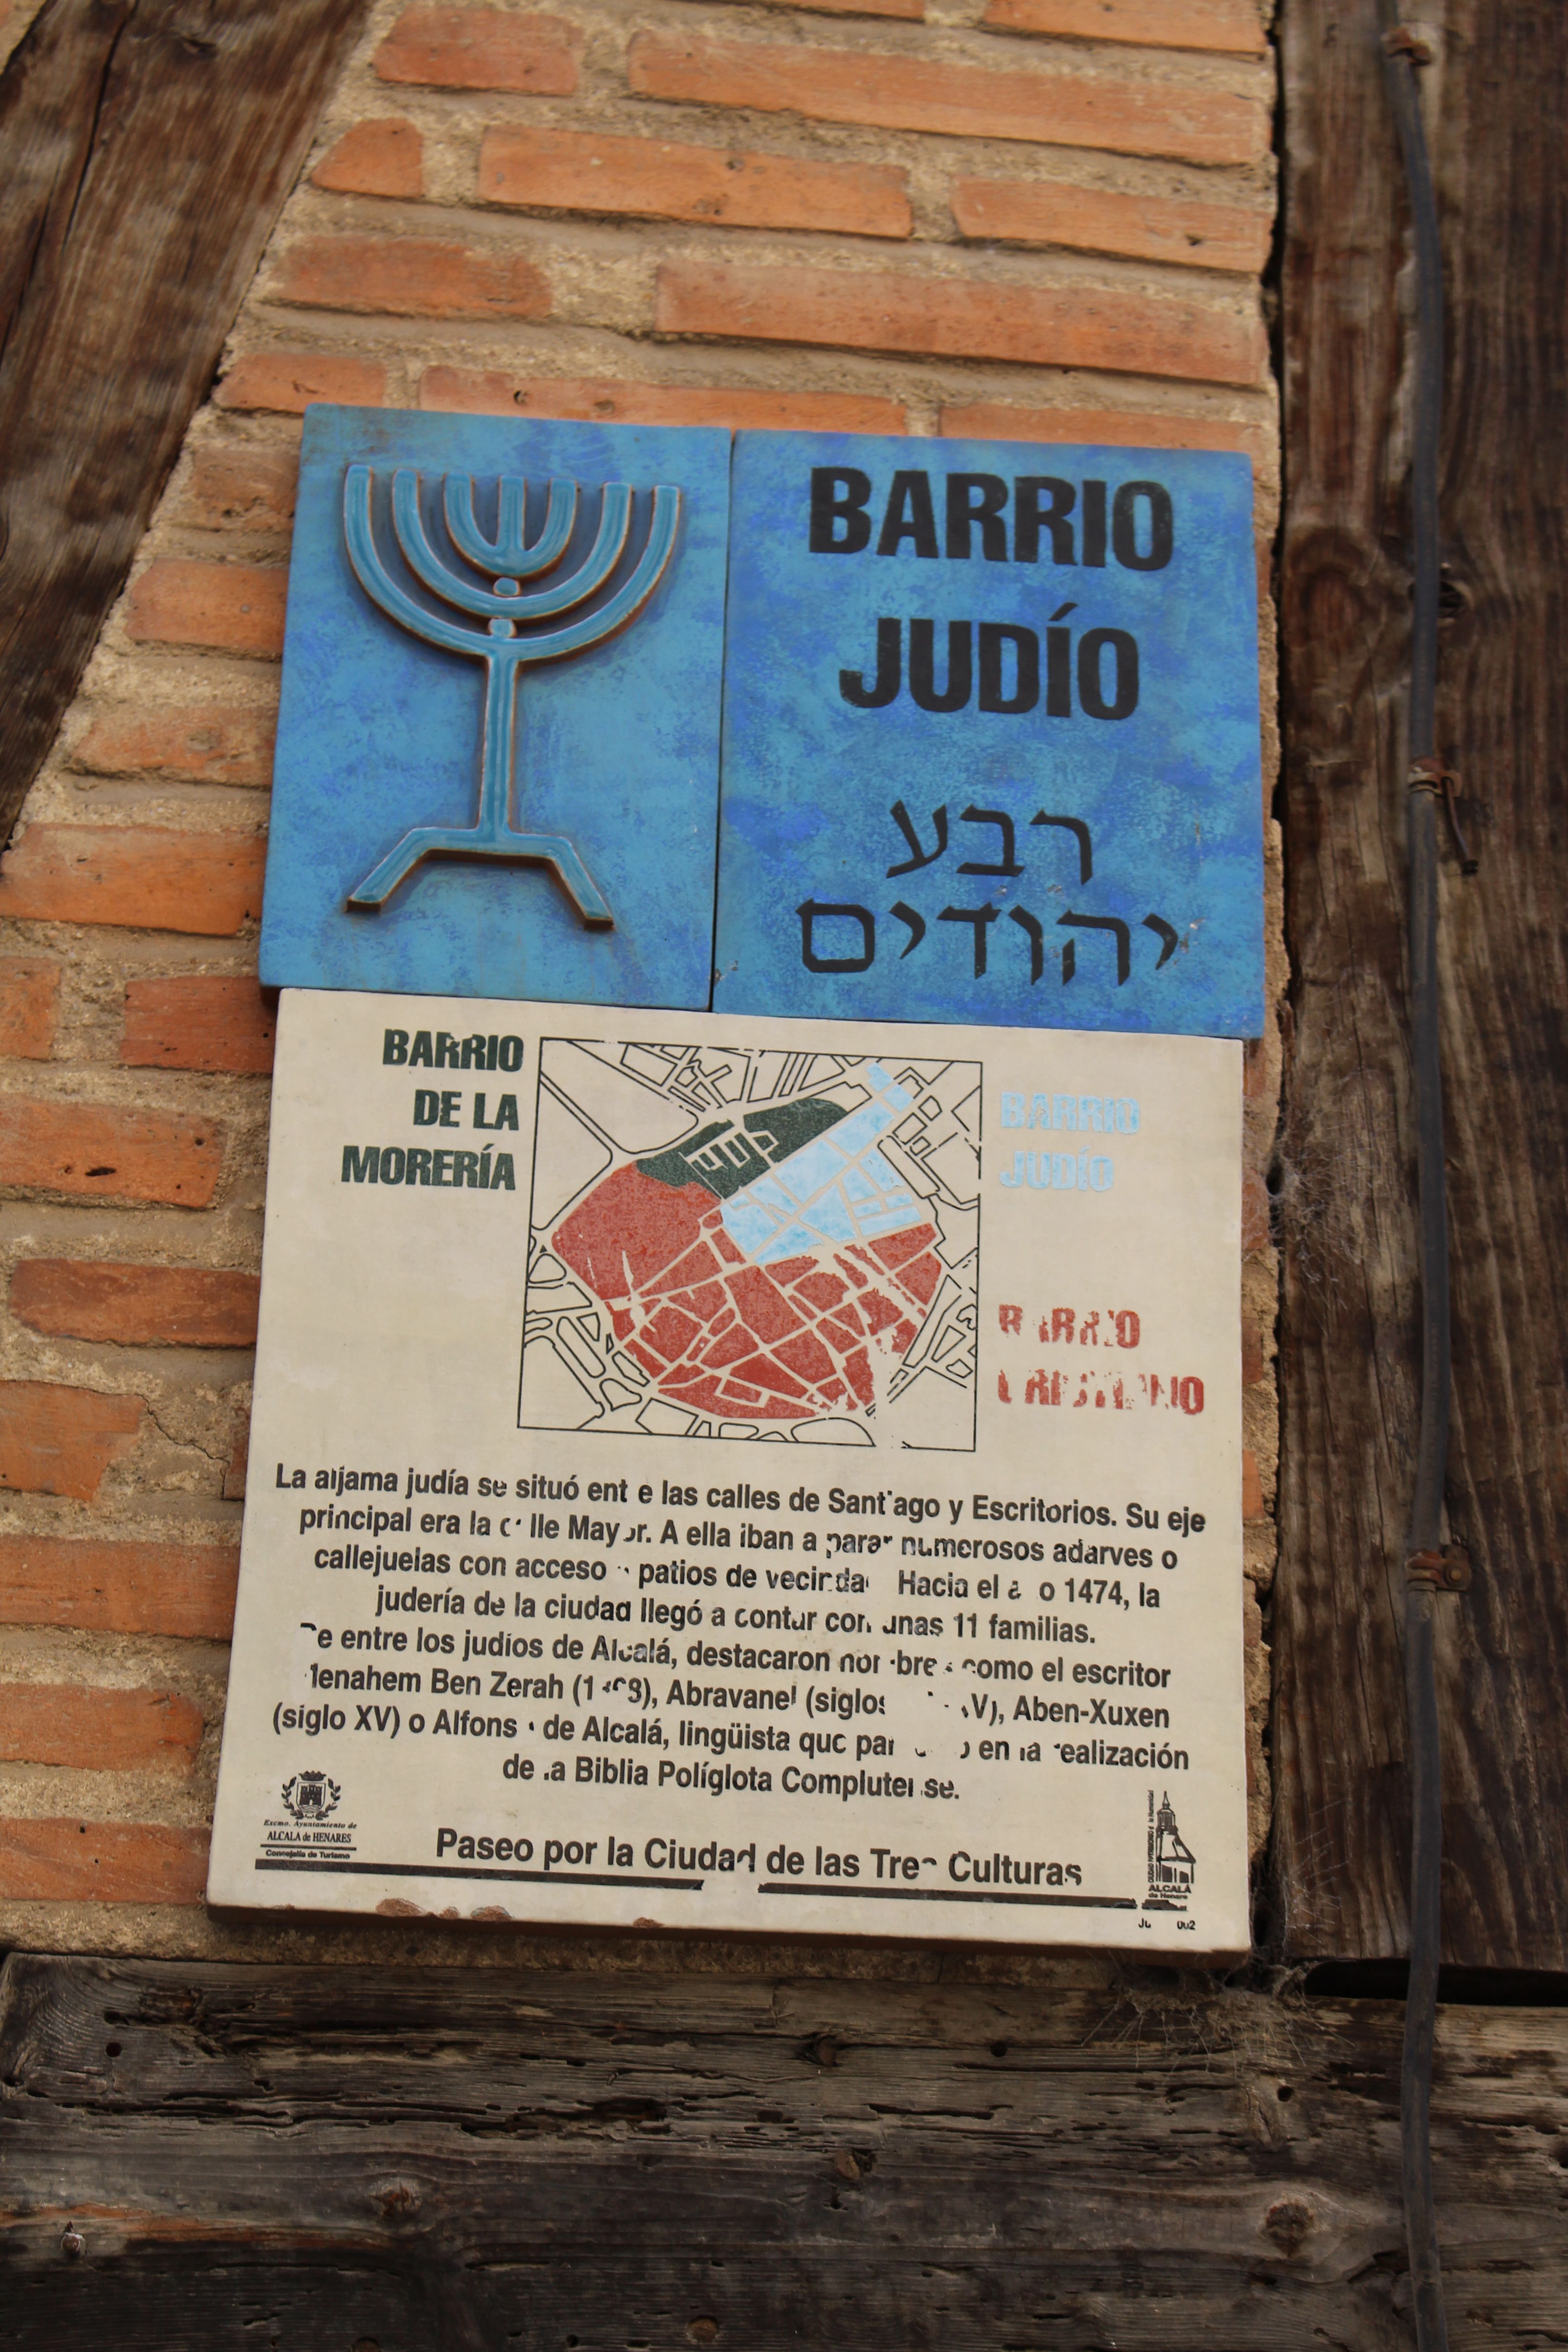 BARRIO
JUDÍO
רבע
יהודים
BARRIO
DE LA
MORERÍA
BARRIO
JUDÍO
BARRIO
CRISTIANO
La aljama judía se situó entre las calles de Santiago y Escritorios. Su eje
principal era la calle Mayor. A ella iban a parar numerosos adarves o
callejuelas con acceso patios de vecindad Hacia el año 1474, la
judería de la ciudad llegó a contar con unas 11 familias.
De entre los judíos de Alcalá, destacaron nombres como el escritor
Menahem Ben Zerah Abravanel (siglos Aben-Xuxen
(siglo XV) o Alfonso de Alcalá, lingüista que en la realización
de la Biblia Políglota Complutense.
Excmo. Ayuntamiento de
ALCALA de HENARES
Concejalía de Turismo
Paseo por la Ciudad de las Tres Culturas
ALCALÁ
de Henares